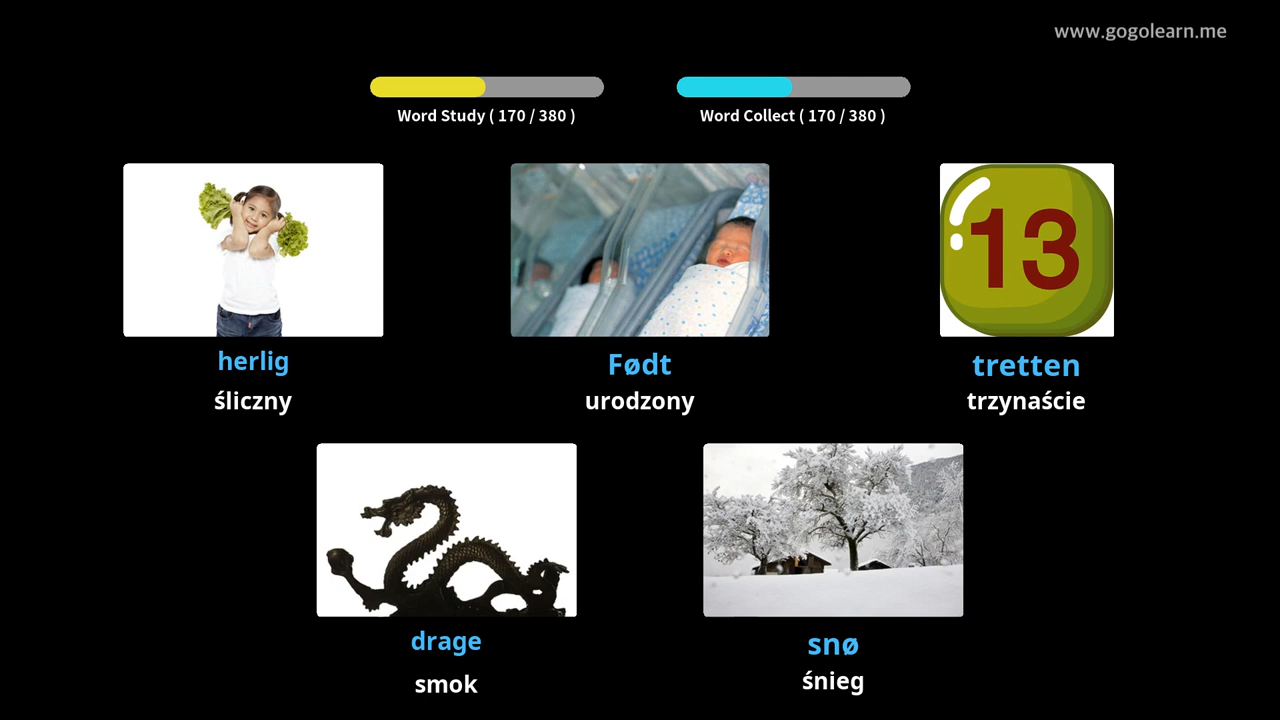 www.gogolearn.me
Word Study ( 170 / 380 )
Word Collect ( 170 / 380 )
13
herlig
śliczny
Født
urodzony
tretten
trzynaście
drage
smok
snø
śnieg